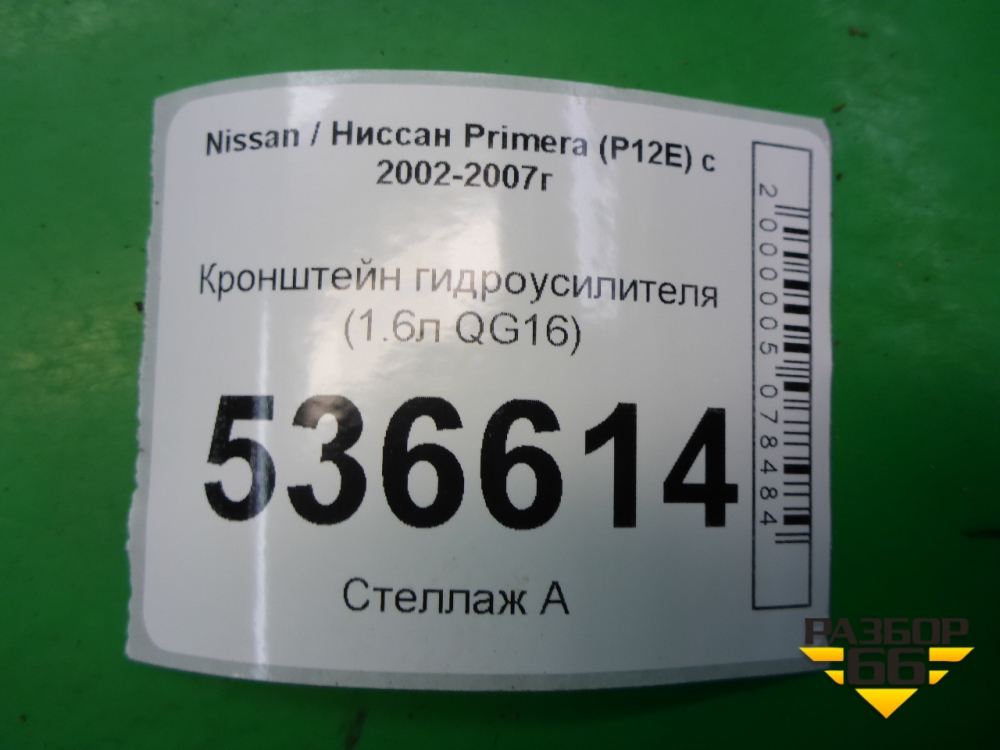 Nissan / Ниссан Primera (P12E) с
2002-2007г
Кронштейн гидроусилителя
(1.6л QG16)
536614
Стеллаж А
2000005078484
РАЗБОР
66